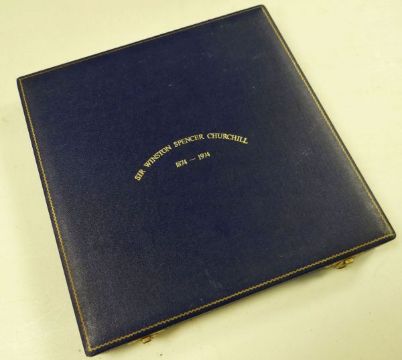 SIR WINSTON SPENCER CHURCHILL
1874 - 1974